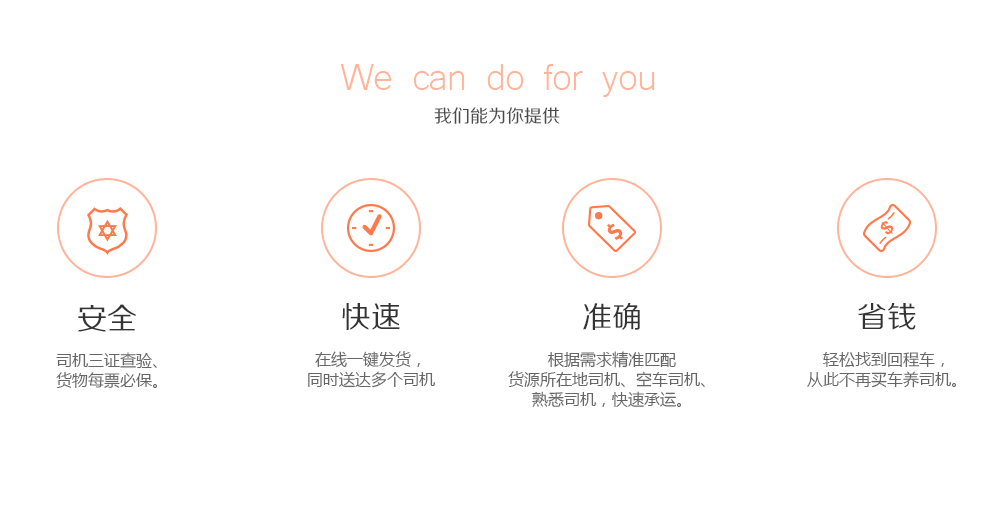 We can do for you
我们能为你提供
安全
司机三证查验、
货物每票必保。
快速
在线一键发货，
同时送达多个司机
准确
根据需求精准匹配
货源所在地司机、空车司机、
熟悉司机，快速承运。
省钱
轻松找到回程车，
从此不再买车养司机。